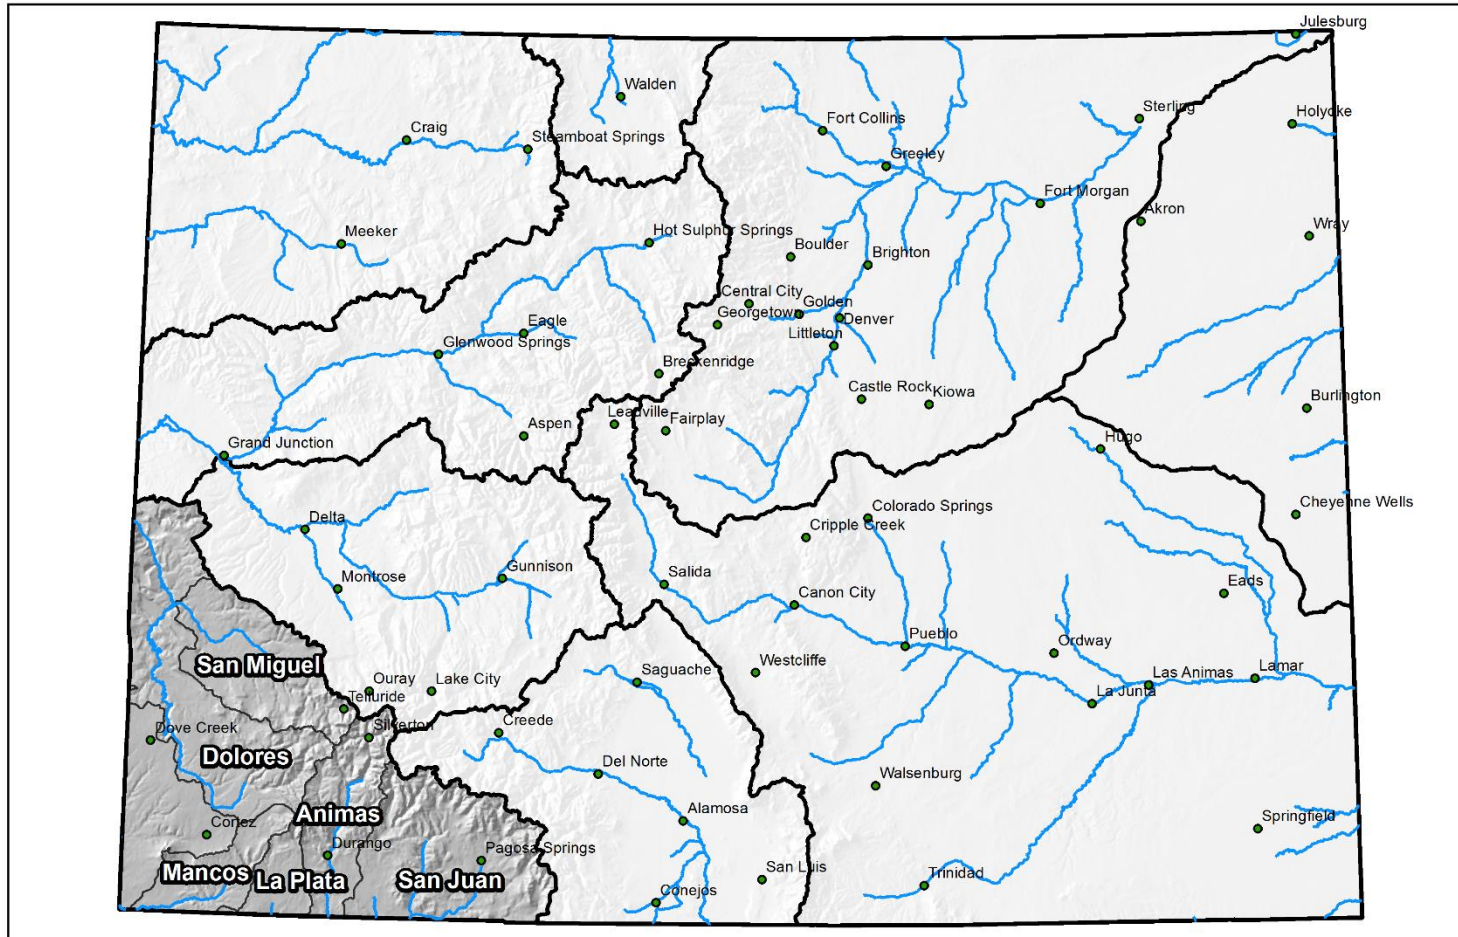 Julesburg
Walden
Sterling
Holyoke
Craig
Fort Collins
Steamboat Springs
Greeley
Fort Morgan
Akron
Meeker
Hot Sulphur Springs
Wray
Boulder
Brighton
Central City
Golden
Georgetown
Denver
Eagle
Littleton
Glenwood Springs
Breckenridge
Castle Rock
Kiowa
Burlington
Leadville
Fairplay
Aspen
Grand Junction
Hugo
Cheyenne Wells
Colorado Springs
Delta
Cripple Creek
Gunnison
Montrose
Salida
Eads
Canon City
Pueblo
Ordway
San Miguel
Saguache
Westcliffe
Las Animas
Lamar
Ouray
Lake City
La Junta
Telluride
Silverton
Creede
Dove Creek
Dolores
Del Norte
Walsenburg
Animas
Alamosa
Springfield
Cortez
Durango
Pagosa Springs
Mancos
La Plata
San Juan
San Luis
Trinidad
Conejos